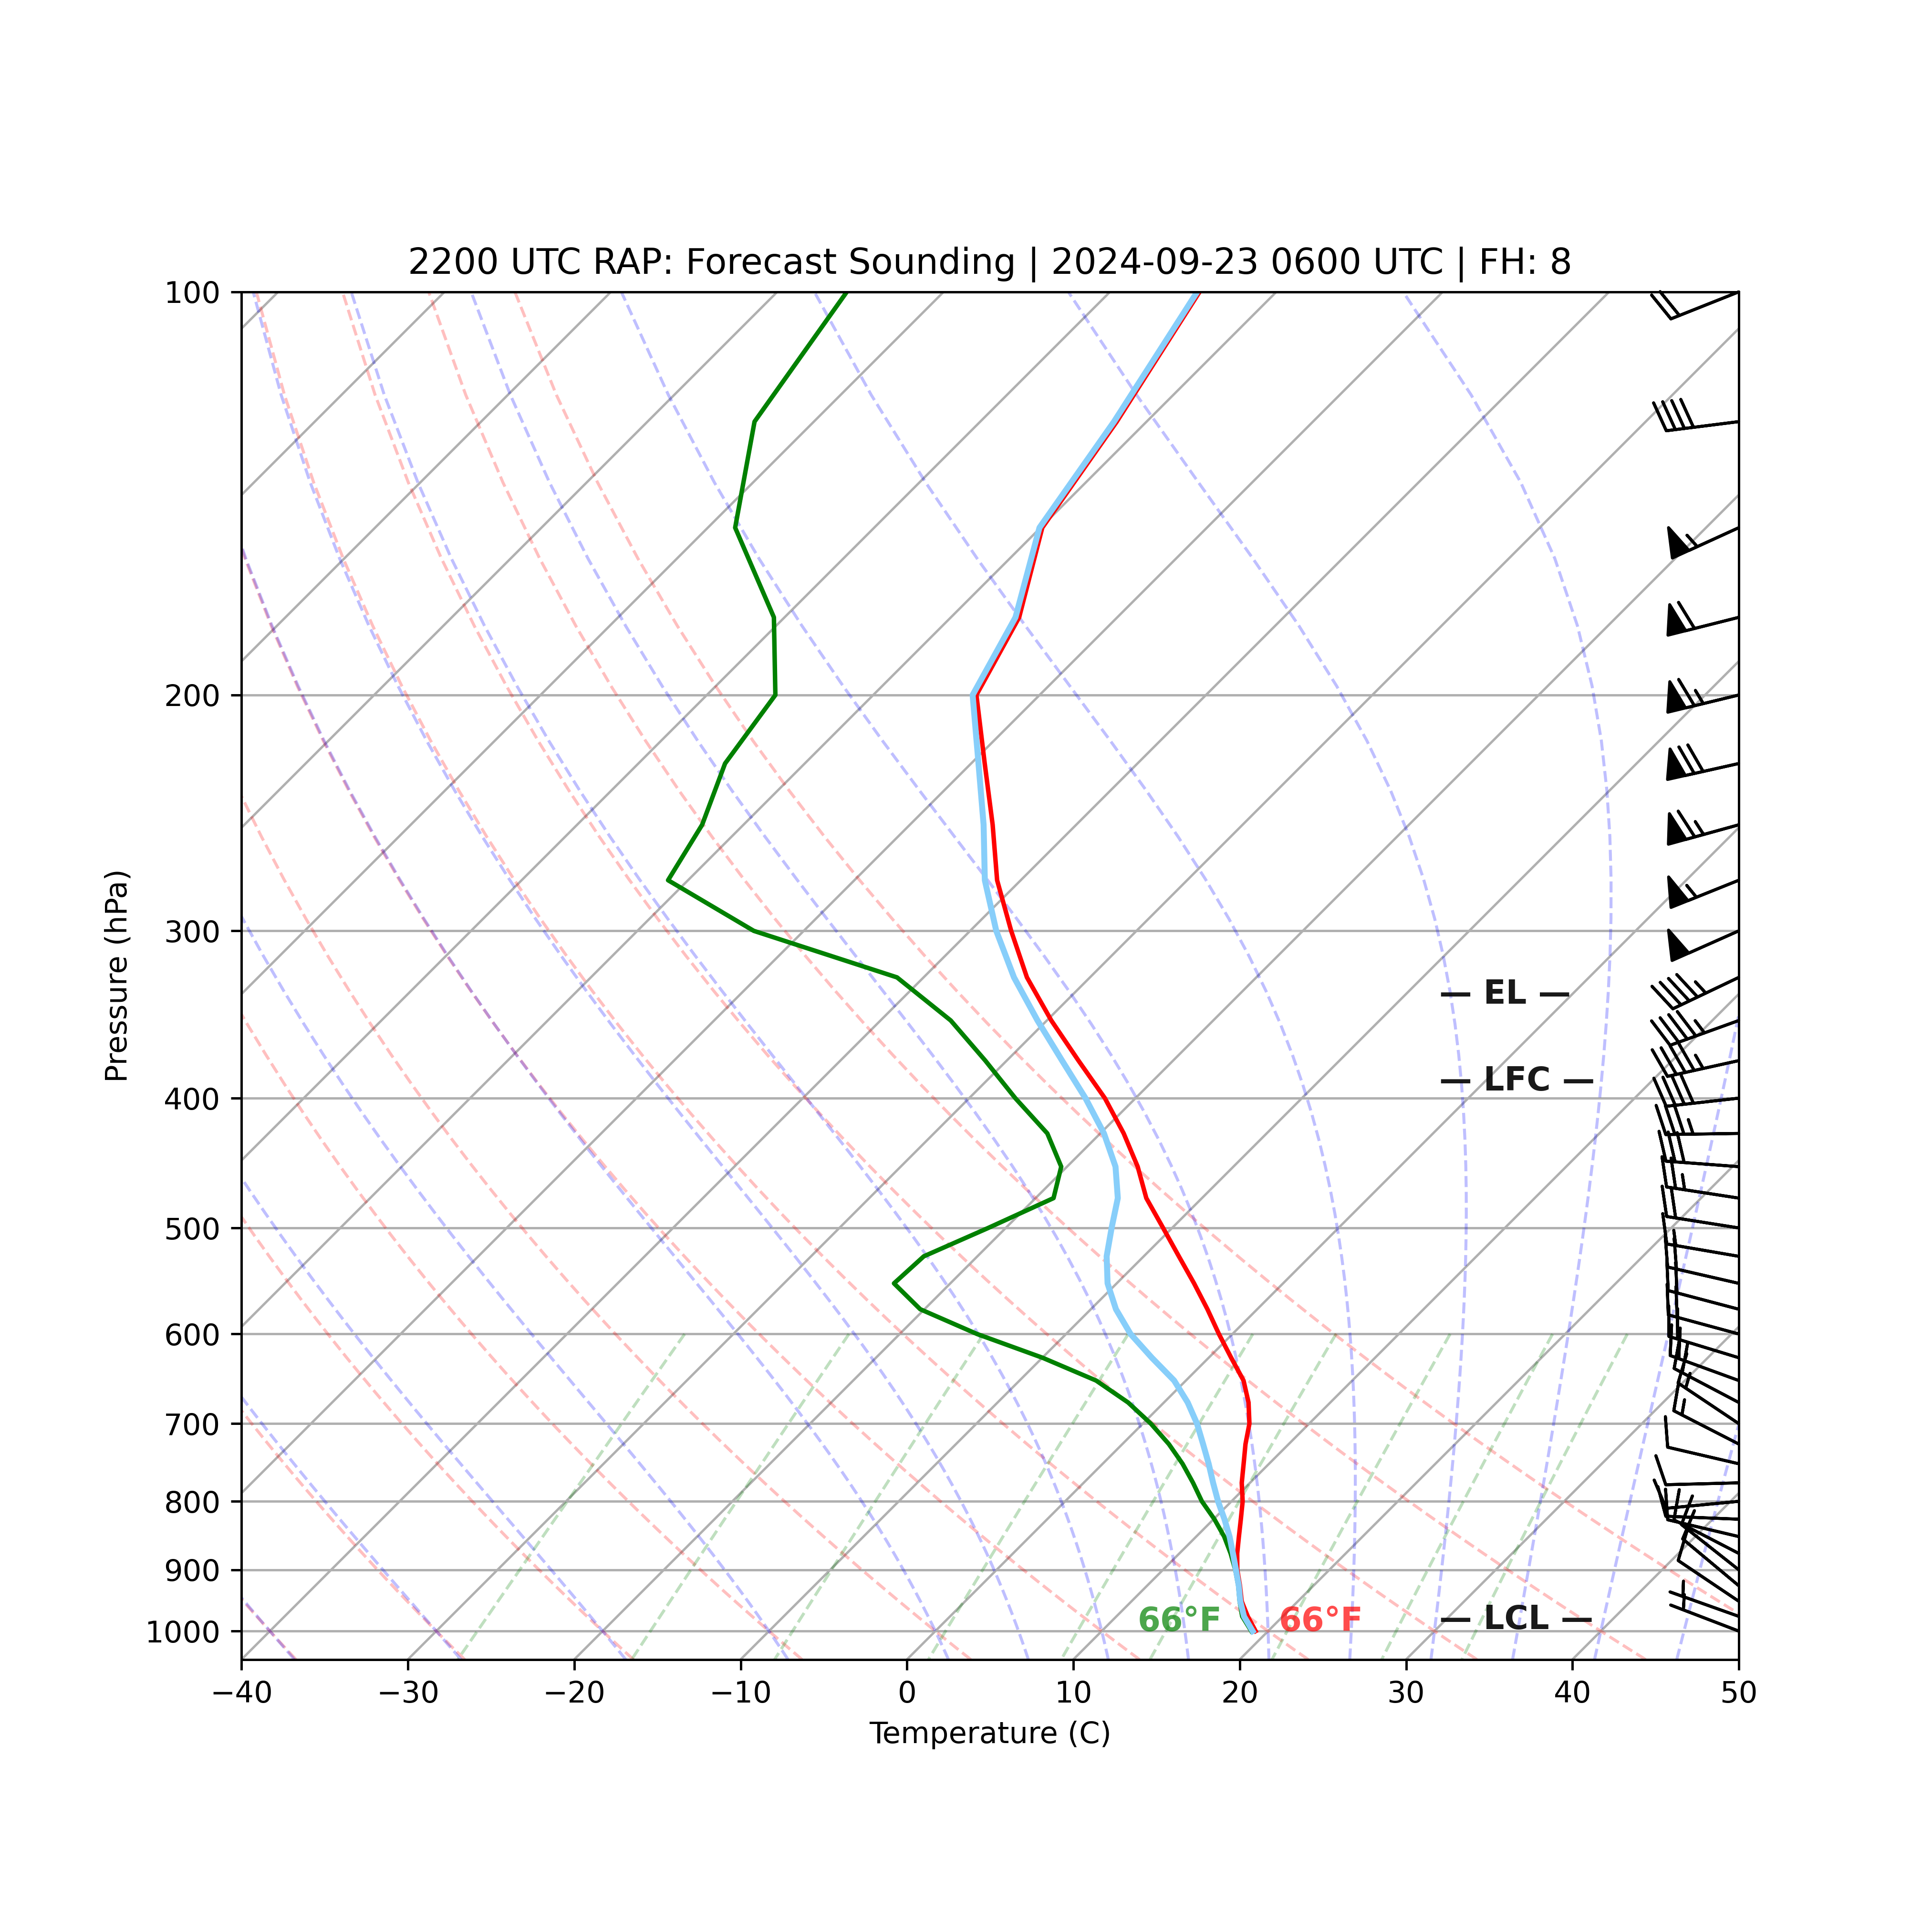 2200 UTC RAP: Forecast Sounding | 2024-09-23 0600 UTC | FH: 8
100
200
300
— EL —
— LFC —
400
500
600
700
800
900
66°F 66°F — LCL —
1000
Pressure (hPa)
−40 −30 −20 −10 0 10 20 30 40 50
Temperature (C)